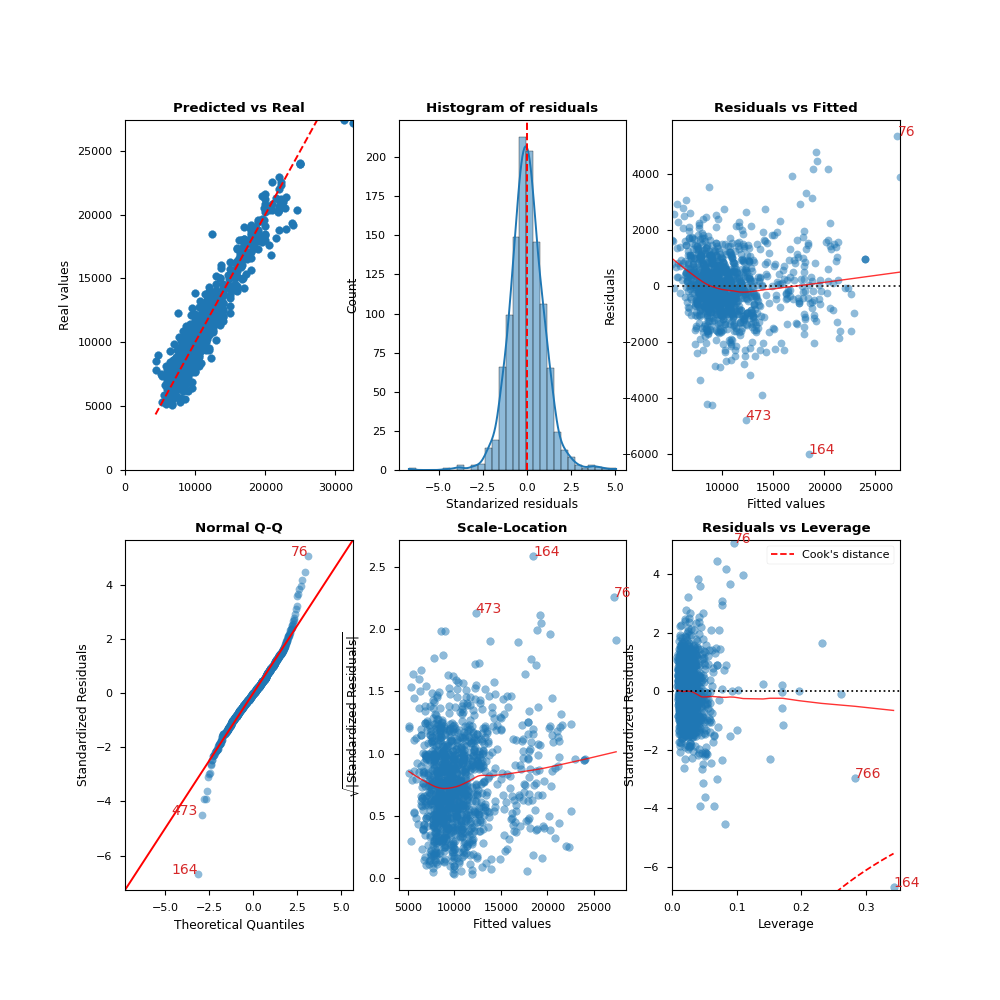 Predicted vs Real
Real values
25000
20000
15000
10000
5000
0
0 10000 20000 30000
Histogram of residuals
Count
200
175
150
125
100
75
50
25
0
−5.0 −2.5 0.0 2.5 5.0
Standarized residuals
Residuals vs Fitted
Residuals
4000
2000
0
−2000
−4000
−6000
76
473
164
10000 15000 20000 25000
Fitted values
Normal Q-Q
Standardized Residuals
4
2
0
−2
−4
−6
76
473
164
−5.0 −2.5 0.0 2.5 5.0
Theoretical Quantiles
Scale-Location
√|Standardized Residuals|
2.5
2.0
1.5
1.0
0.5
0.0
164
76
473
5000 10000 15000 20000 25000
Fitted values
Residuals vs Leverage
Standardized Residuals
4
2
0
−2
−4
−6
76
Cook's distance
766
164
0.0 0.1 0.2 0.3
Leverage